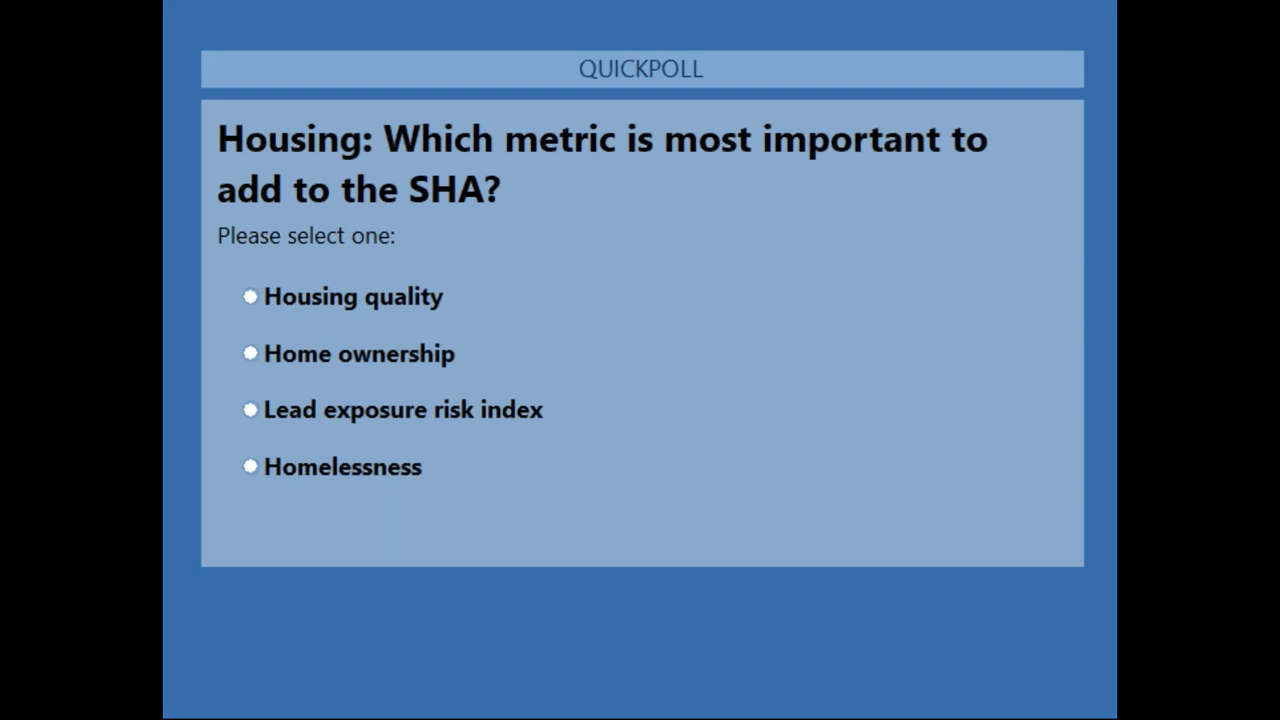 QUICKPOLL
Housing: Which metric is most important to
add to the SHA?
Please select one:
Housing quality
Home ownership
Lead exposure risk index
Homelessness